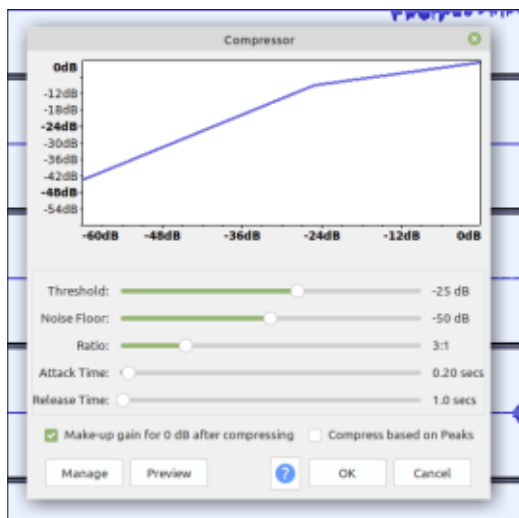 Compressor
0dB
-12dB
-18dB
-24dB
-30dB
-36dB
-42dB
-48dB
-54dB
-60dB -48dB -36dB -24dB -12dB 0dB
Threshold: -25 dB
Noise Floor: -50 dB
Ratio: 3:1
Attack Time: 0.20 secs
Release Time: 1.0 secs
Make-up gain for 0 dB after compressing Compress based on Peaks
Manage Preview ? OK Cancel